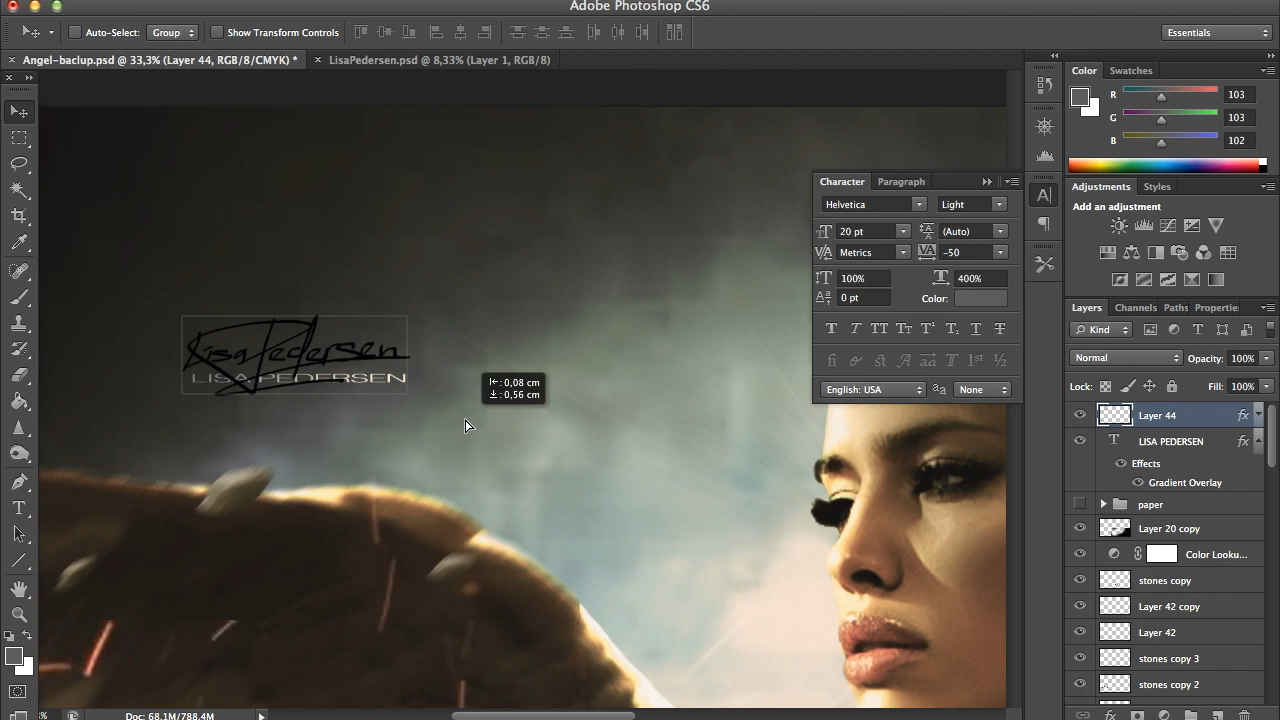 Adobe Photoshop CS6
Auto-Select: Group Show Transform Controls Essentials
Angel-baclup.psd @ 33,3% (Layer 44, RGB/8/CMYK) * LisaPedersen.psd @ 8,33% (Layer 1, RGB/8)
Color Swatches
R 103
G 103
B 102
Character Paragraph
Helvetica Light
20 pt (Auto)
Metrics -50
100% 400%
0 pt Color:
English: USA None
Adjustments Styles
Add an adjustment
Layers Channels Paths Propertie
Kind
Normal Opacity: 100%
Lock: Fill: 100%
Layer 44 fx
LISA PEDERSEN fx
Effects
Gradient Overlay
paper
Layer 20 copy
Color Looku...
stones copy
Layer 42 copy
Layer 42
stones copy 3
stones copy 2
Lisa Pedersen
LISA PEDERSEN
: 0,08 cm
: 0,56 cm
% Doc: 68.1M/788.4M